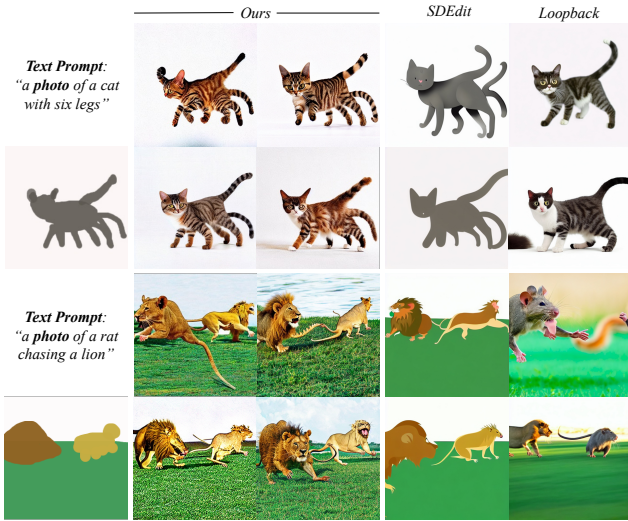 Ours
SDEdit
Loopback
Text Prompt:
"a photo of a cat
with six legs"
Text Prompt:
"a photo of a rat
chasing a lion"